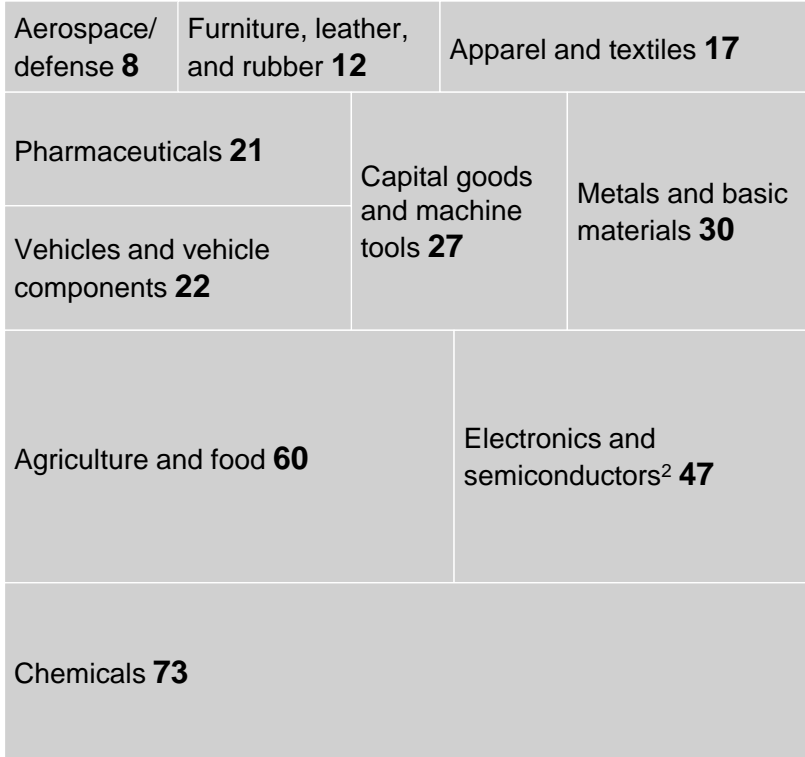 Aerospace/
defense 8
Furniture, leather,
and rubber 12
Apparel and textiles 17
Pharmaceuticals 21
Vehicles and vehicle
components 22
Capital goods
and machine
tools 27
Metals and basic
materials 30
Agriculture and food 60
Electronics and
semiconductors² 47
Chemicals 73